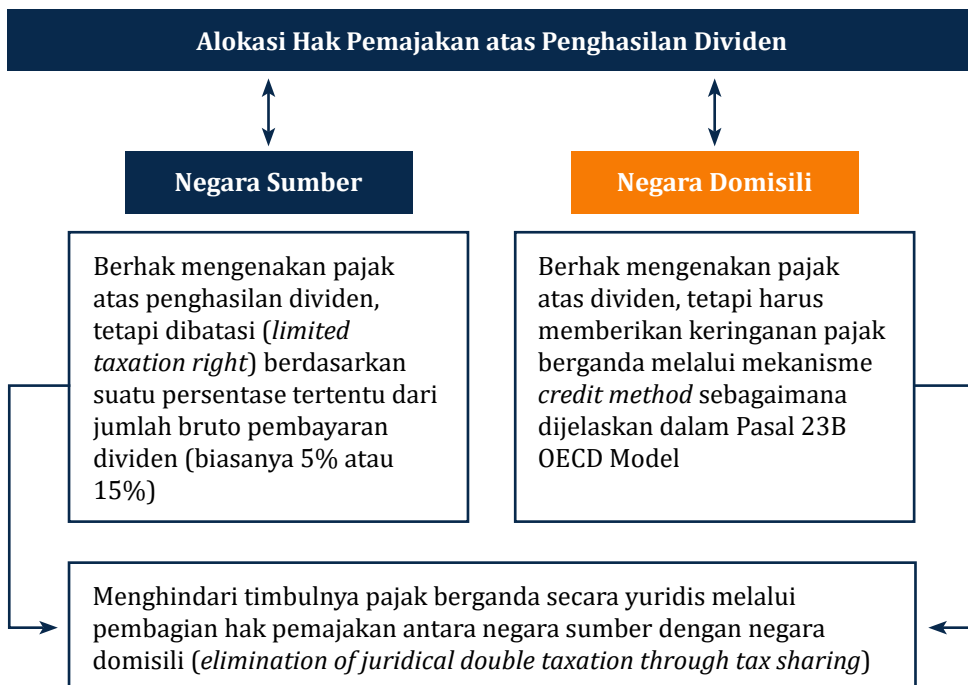 Alokasi Hak Pemajakan atas Penghasilan Dividen
Negara Sumber
Berhak mengenakan pajak
atas penghasilan dividen,
tetapi dibatasi (limited
taxation right) berdasarkan
suatu persentase tertentu dari
jumlah bruto pembayaran
dividen (biasanya 5% atau
15%)
Negara Domisili
Berhak mengenakan pajak
atas dividen, tetapi harus
memberikan keringanan pajak
berganda melalui mekanisme
credit method sebagaimana
dijelaskan dalam Pasal 23B
OECD Model
Menghindari timbulnya pajak berganda secara yuridis melalui
pembagian hak pemajakan antara negara sumber dengan negara
domisili (elimination of juridical double taxation through tax sharing)